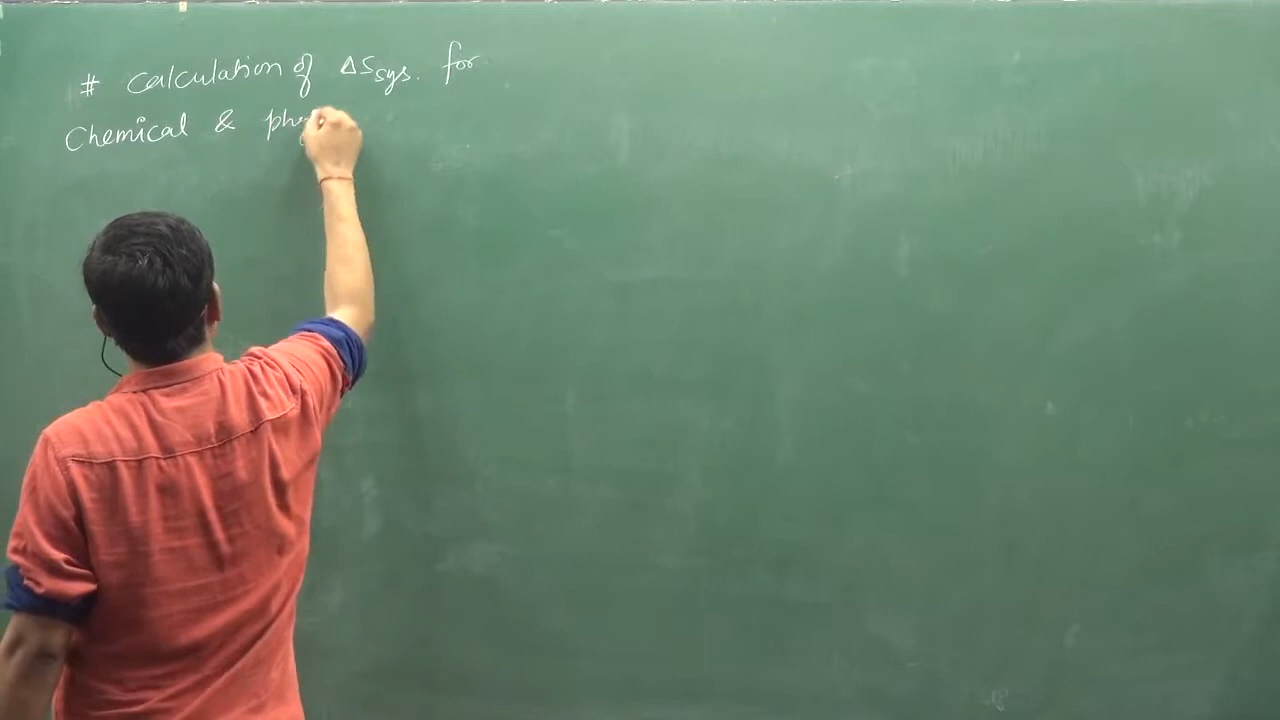 # Calculation of ΔSsys. for
Chemical &